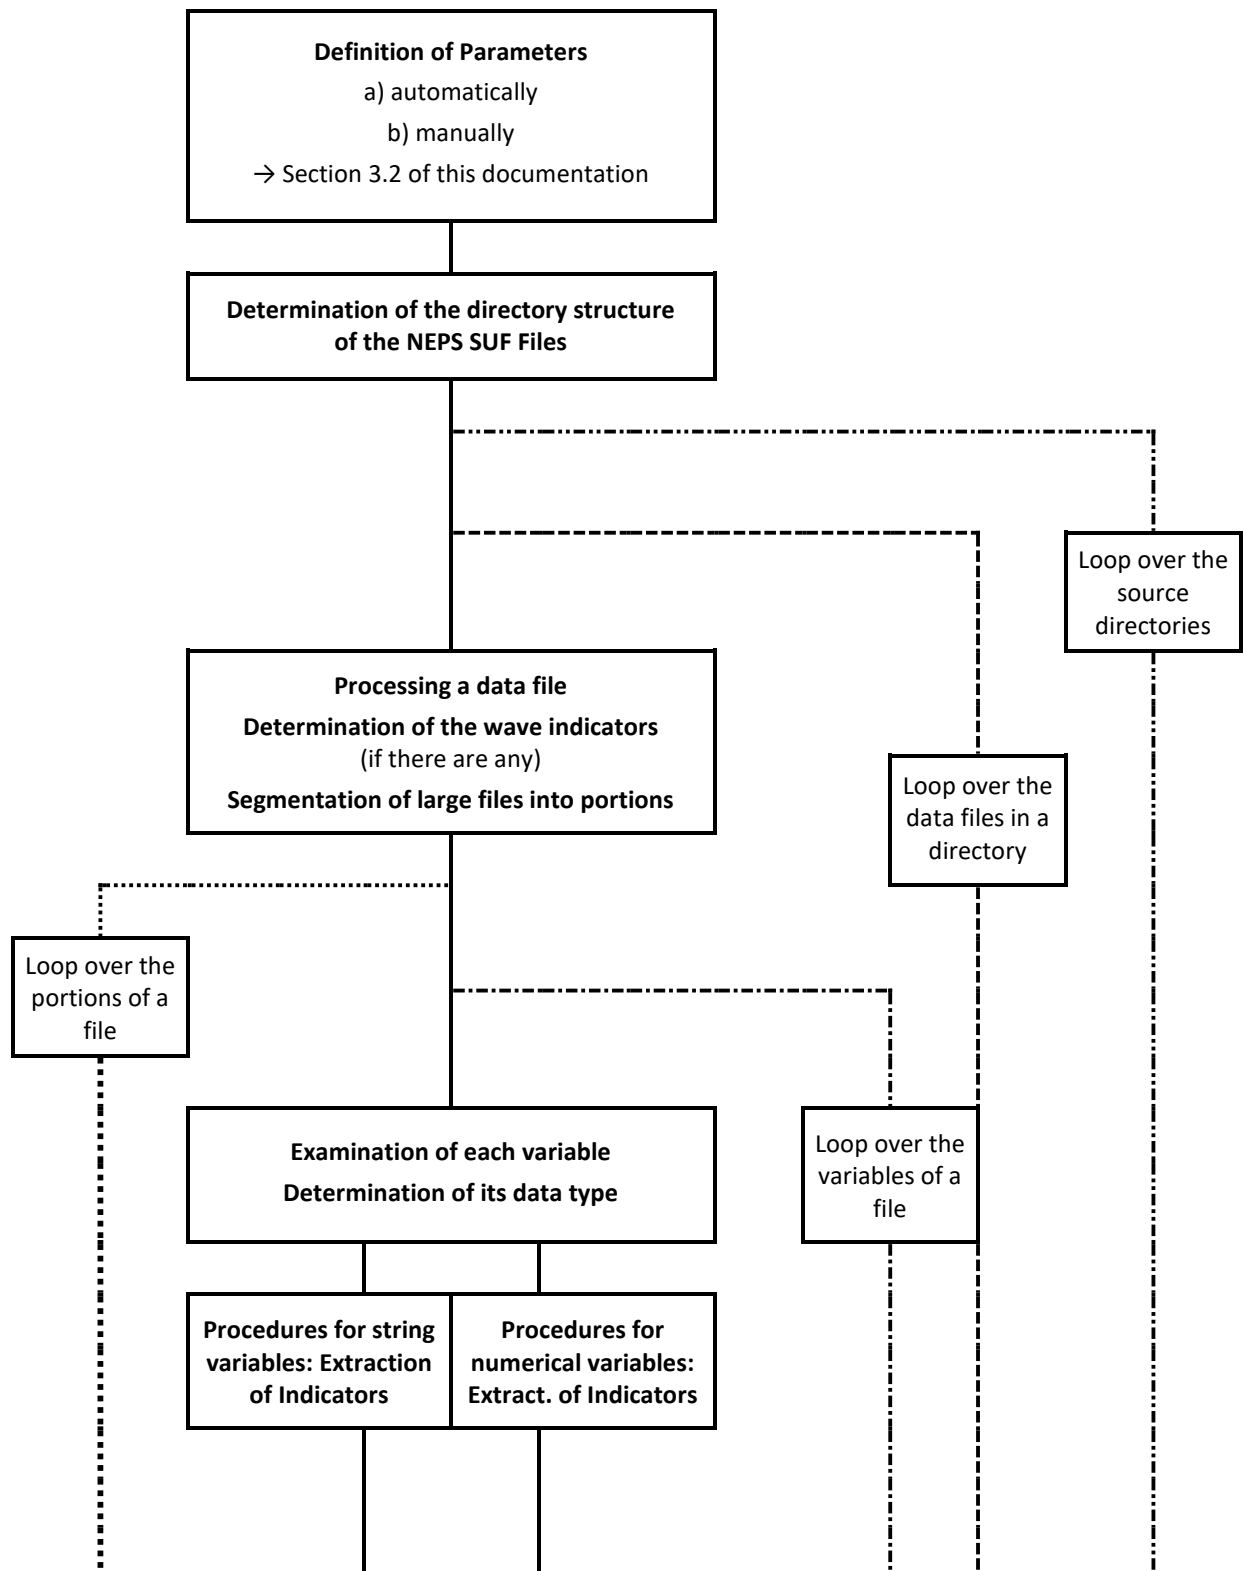 Definition of Parameters
a) automatically
b) manually
→ Section 3.2 of this documentation
Determination of the directory structure
of the NEPS SUF Files
Loop over the
source
directories
Processing a data file
Determination of the wave indicators
(if there are any)
Segmentation of large files into portions
Loop over the
data files in a
directory
Loop over the
portions of a
file
Examination of each variable
Determination of its data type
Loop over the
variables of a
file
Procedures for string
variables: Extraction
of Indicators
Procedures for
numerical variables:
Extract. of Indicators